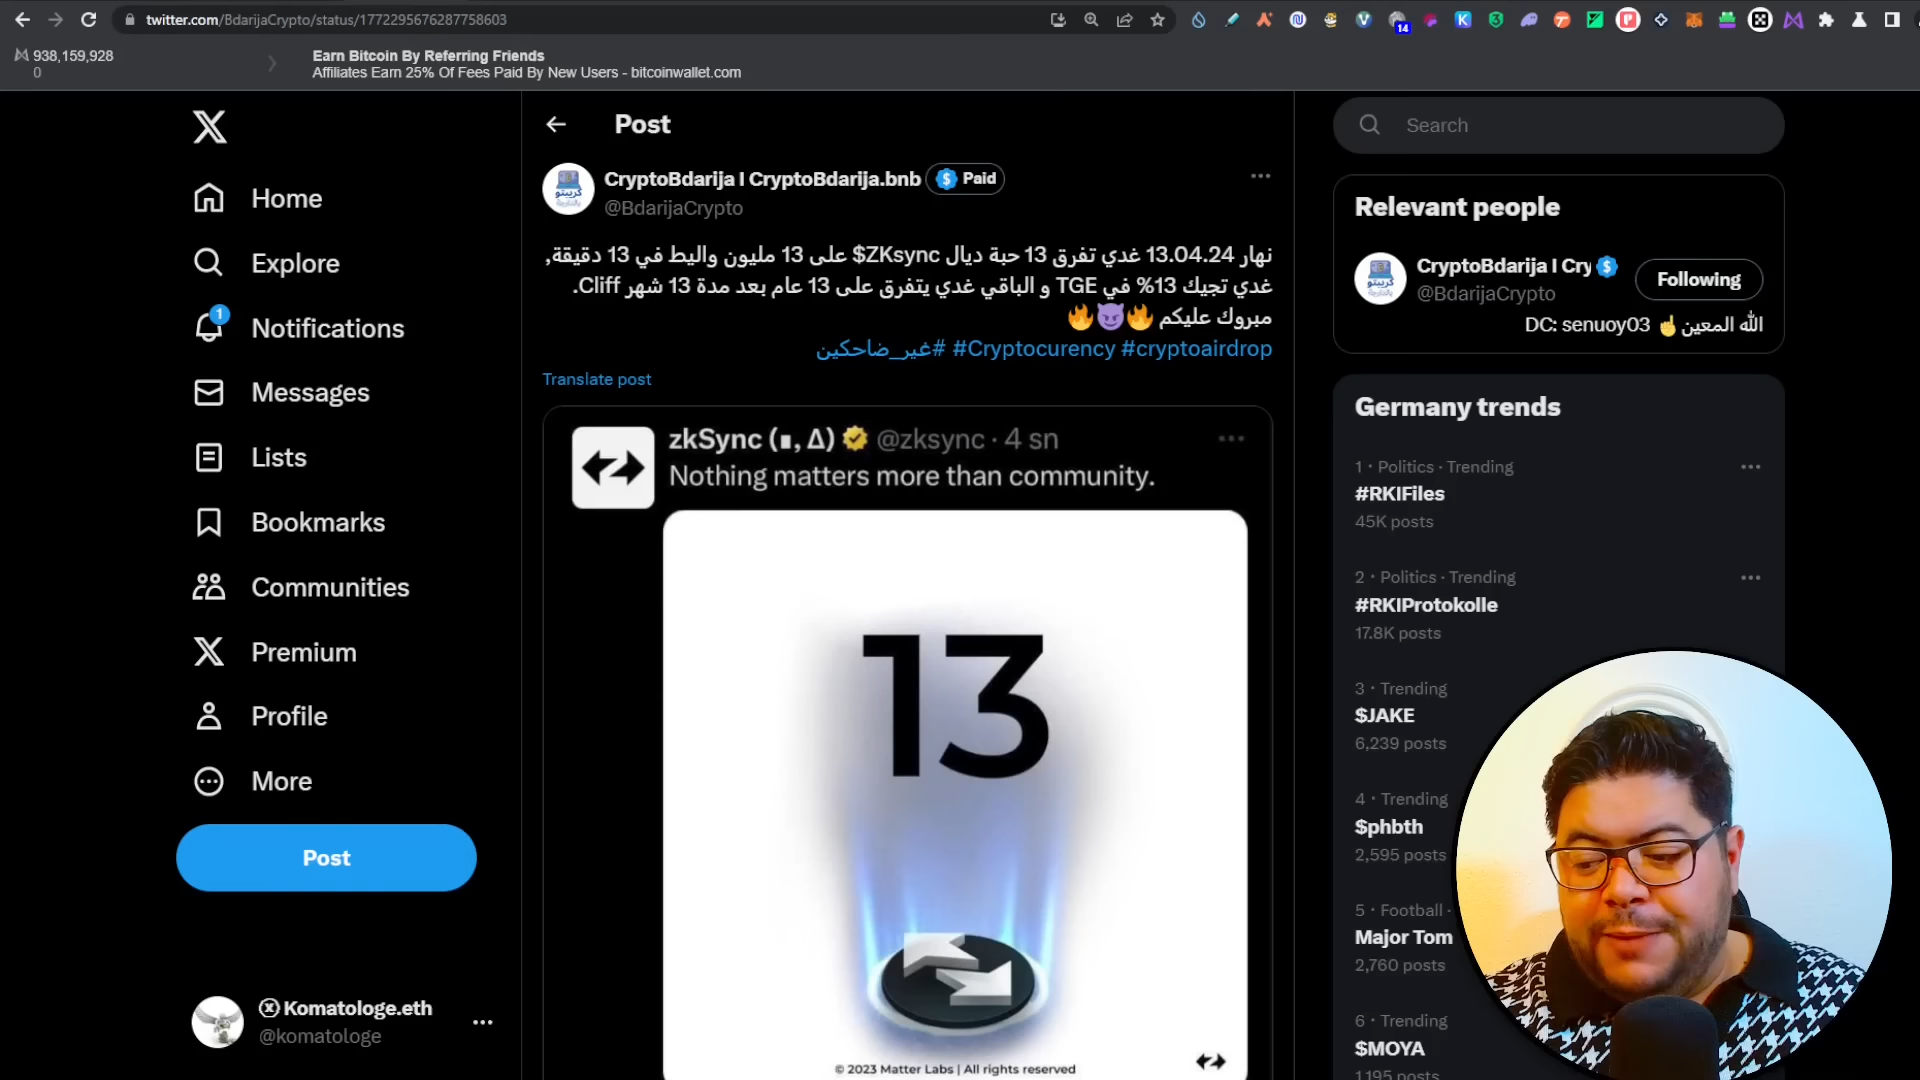 twitter.com/BdarijaCrypto/status/1772295676287758603
14
938,159,928
0
Earn Bitcoin By Referring Friends
Affiliates Earn 25% Of Fees Paid By New Users - bitcoinwallet.com
Home
Explore
1
Notifications
Messages
Lists
Bookmarks
Communities
Premium
Profile
More
Post
Komatologe.eth
@komatologe
Post
CryptoBdarija I CryptoBdarija.bnb Paid
@BdarijaCrypto
نهار 13.04.24 غدي تفرق 13 حبة ديال ZKsync$ على 13 مليون واليط في 13 دقيقة,
غدي تجيك 13% في TGE و الباقي غدي يتفرق على 13 عام بعد مدة 13 شهر Cliff.
مبروك عليكم 🔥😈🔥
#غير_ضاحكين #Cryptocurency #cryptoairdrop
Translate post
zkSync (∎, ∆) @zksync · 4 sn
Nothing matters more than community.
13
© 2023 Matter Labs | All rights reserved
Search
Relevant people
CryptoBdarija I Cry
@BdarijaCrypto
Following
الله المعين☝️ DC: senuoy03
Germany trends
1 · Politics · Trending
#RKIFiles
45K posts
2 · Politics · Trending
#RKIProtokolle
17.8K posts
3 · Trending
$JAKE
6,239 posts
4 · Trending
$phbth
2,595 posts
5 · Football ·
Major Tom
2,760 posts
6 · Trending
$MOYA
1,195 posts